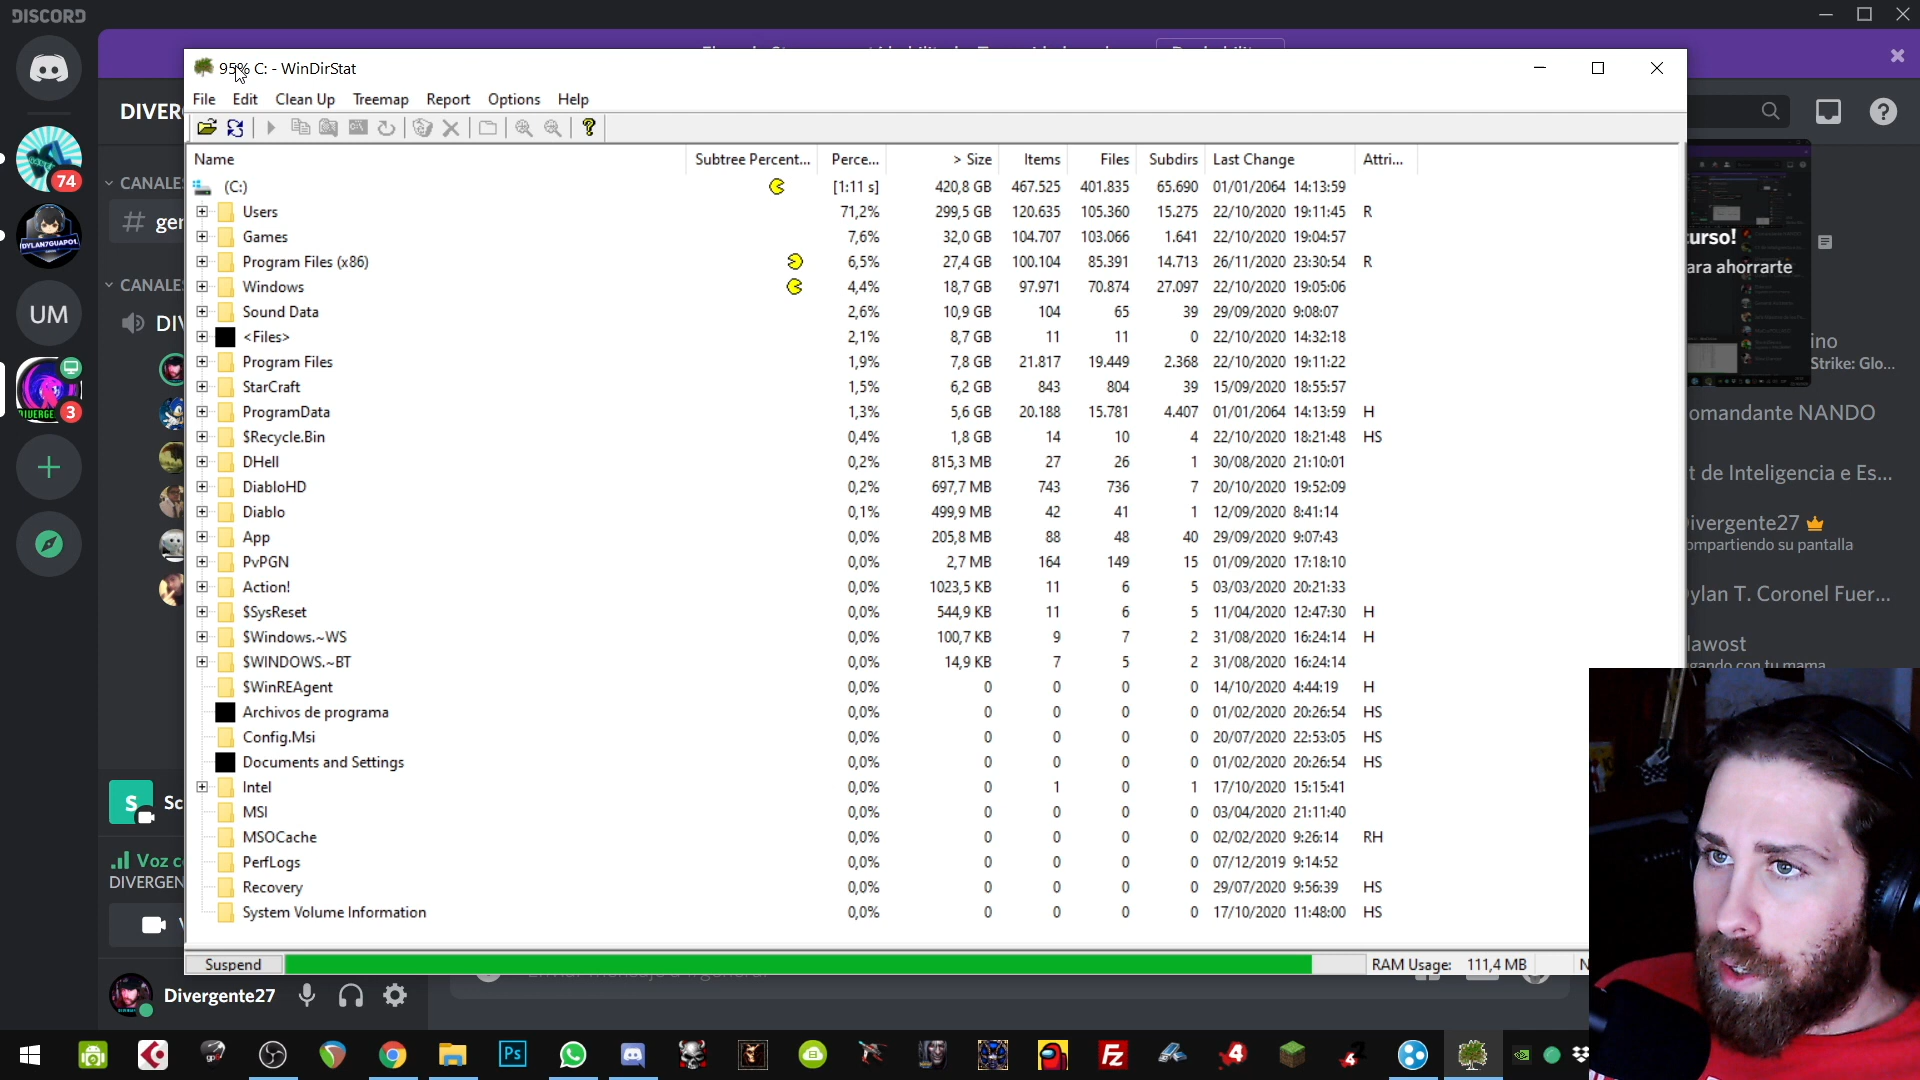 DISCORD
95% C: - WinDirStat
File Edit Clean Up Treemap Report Options Help
Name Subtree Percent... Perce... > Size Items Files Subdirs Last Change Attri...
(C:) [1:11 s] 420,8 GB 467.525 401.835 65.690 01/01/2064 14:13:59
Users 71,2% 299,5 GB 120.635 105.360 15.275 22/10/2020 19:11:45 R
Games 7,6% 32,0 GB 104.707 103.066 1.641 22/10/2020 19:04:57
Program Files (x86) 6,5% 27,4 GB 100.104 85.391 14.713 26/11/2020 23:30:54 R
Windows 4,4% 18,7 GB 97.971 70.874 27.097 22/10/2020 19:05:06
Sound Data 2,6% 10,9 GB 104 65 39 29/09/2020 9:08:07
<Files> 2,1% 8,7 GB 11 11 0 22/10/2020 14:32:18
Program Files 1,9% 7,8 GB 21.817 19.449 2.368 22/10/2020 19:11:22
StarCraft 1,5% 6,2 GB 843 804 39 15/09/2020 18:55:57
ProgramData 1,3% 5,6 GB 20.188 15.781 4.407 01/01/2064 14:13:59 H
$Recycle.Bin 0,4% 1,8 GB 14 10 4 22/10/2020 18:21:48 HS
DHell 0,2% 815,3 MB 27 26 1 30/08/2020 21:10:01
DiabloHD 0,2% 697,7 MB 743 736 7 20/10/2020 19:52:09
Diablo 0,1% 499,9 MB 42 41 1 12/09/2020 8:41:14
App 0,0% 205,8 MB 88 48 40 29/09/2020 9:07:43
PvPGN 0,0% 2,7 MB 164 149 15 01/09/2020 17:18:10
Action! 0,0% 1023,5 KB 11 6 5 03/03/2020 20:21:33
$SysReset 0,0% 544,9 KB 11 6 5 11/04/2020 12:47:30 H
$Windows.~WS 0,0% 100,7 KB 9 7 2 31/08/2020 16:24:14 H
$WINDOWS.~BT 0,0% 14,9 KB 7 5 2 31/08/2020 16:24:14
$WinREAgent 0,0% 0 0 0 0 14/10/2020 4:44:19 H
Archivos de programa 0,0% 0 0 0 0 01/02/2020 20:26:54 HS
Config.Msi 0,0% 0 0 0 0 20/07/2020 22:53:05 HS
Documents and Settings 0,0% 0 0 0 0 01/02/2020 20:26:54 HS
Intel 0,0% 0 1 0 1 17/10/2020 15:15:41
MSI 0,0% 0 0 0 0 03/04/2020 21:11:40
MSOCache 0,0% 0 0 0 0 02/02/2020 9:26:14 RH
PerfLogs 0,0% 0 0 0 0 07/12/2019 9:14:52
Recovery 0,0% 0 0 0 0 29/07/2020 9:56:39 HS
System Volume Information 0,0% 0 0 0 0 17/10/2020 11:48:00 HS
Suspend RAM Usage: 111,4 MB N
DIVER
CANALE
# ger
CANALE
DI
74
DYLAN7GUAPO
UM
3
S Sc
Voz c
DIVERGEN
Divergente27
curso!
ara ahorrarte
ino
Strike: Glo...
omandante NANDO
t de Inteligencia e Es...
ivergente27
ompartiendo su pantalla
ylan T. Coronel Fuer...
lawost
gando con tu mama
Ps
Fz